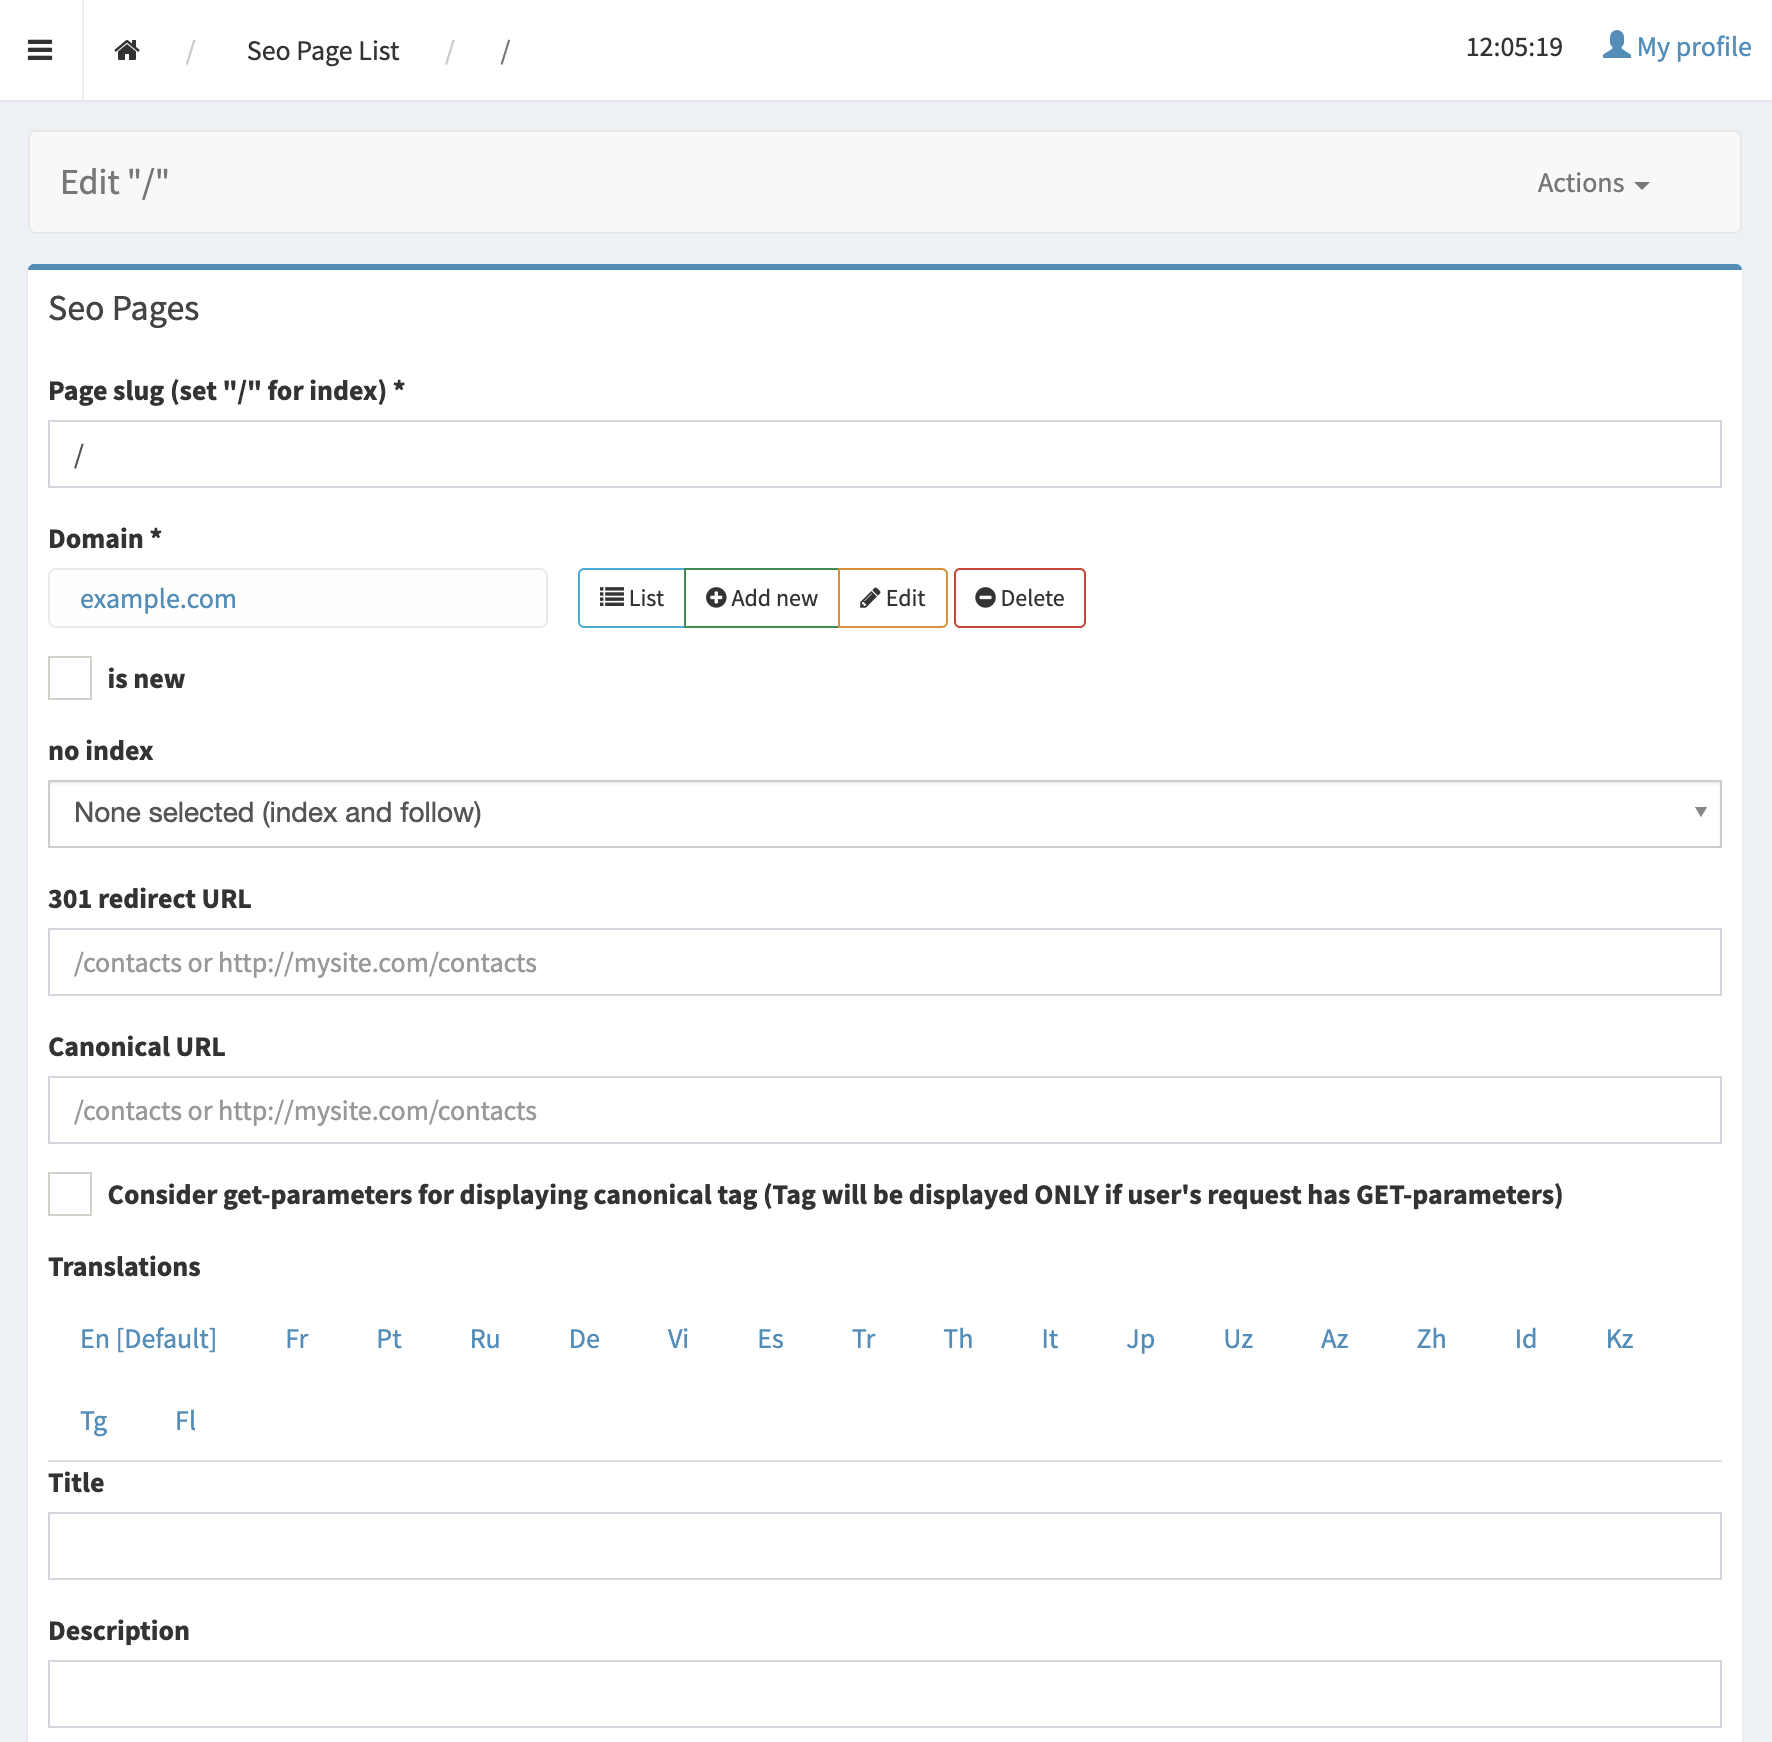 / Seo Page List / / 12:05:19 My profile
Edit "/" Actions
Seo Pages
Page slug (set "/" for index) *
/
Domain *
example.com List Add new Edit Delete
is new
no index
None selected (index and follow)
301 redirect URL
/contacts or http://mysite.com/contacts
Canonical URL
/contacts or http://mysite.com/contacts
Consider get-parameters for displaying canonical tag (Tag will be displayed ONLY if user's request has GET-parameters)
Translations
En [Default] Fr Pt Ru De Vi Es Tr Th It Jp Uz Az Zh Id Kz
Tg Fl
Title
Description